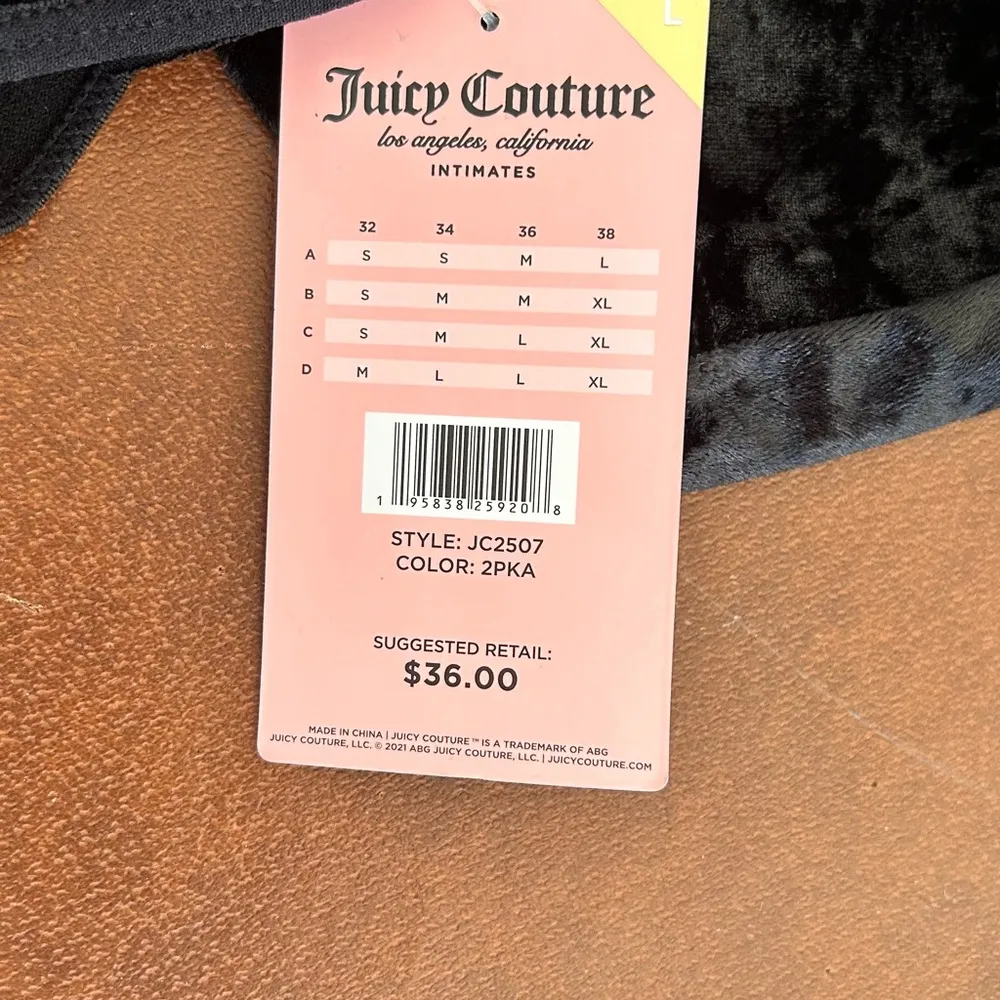 L
Juicy Couture
los angeles, california
INTIMATES
32 34 36 38
A S S M L
B S M M XL
C S M L XL
D M L L XL
1 95838 25920 8
STYLE: JC2507
COLOR: 2PKA
SUGGESTED RETAIL:
$36.00
MADE IN CHINA | JUICY COUTURE™ IS A TRADEMARK OF ABG
JUICY COUTURE, LLC. © 2021 ABG JUICY COUTURE, LLC. | JUICYCOUTURE.COM